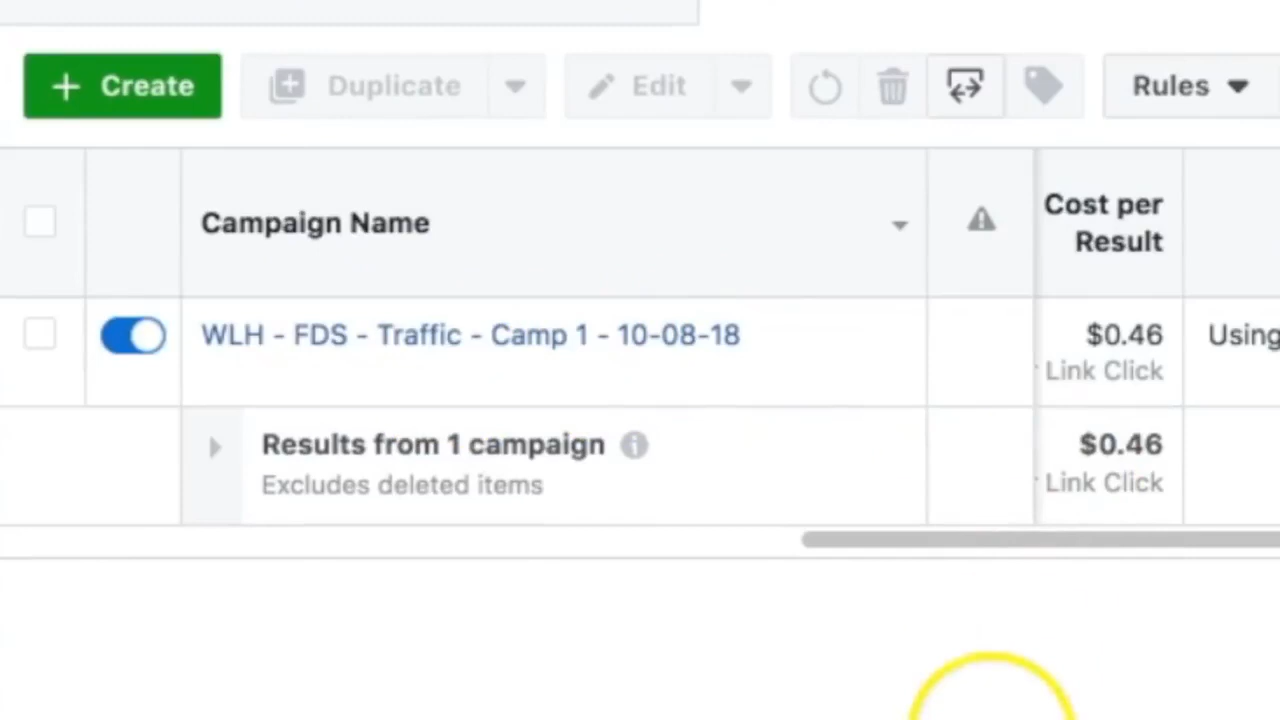 Create
Duplicate
Edit
Rules
Campaign Name
Cost per
Result
WLH - FDS - Traffic - Camp 1 - 10-08-18
$0.46
Using
Link Click
Results from 1 campaign
$0.46
Excludes deleted items
Link Click